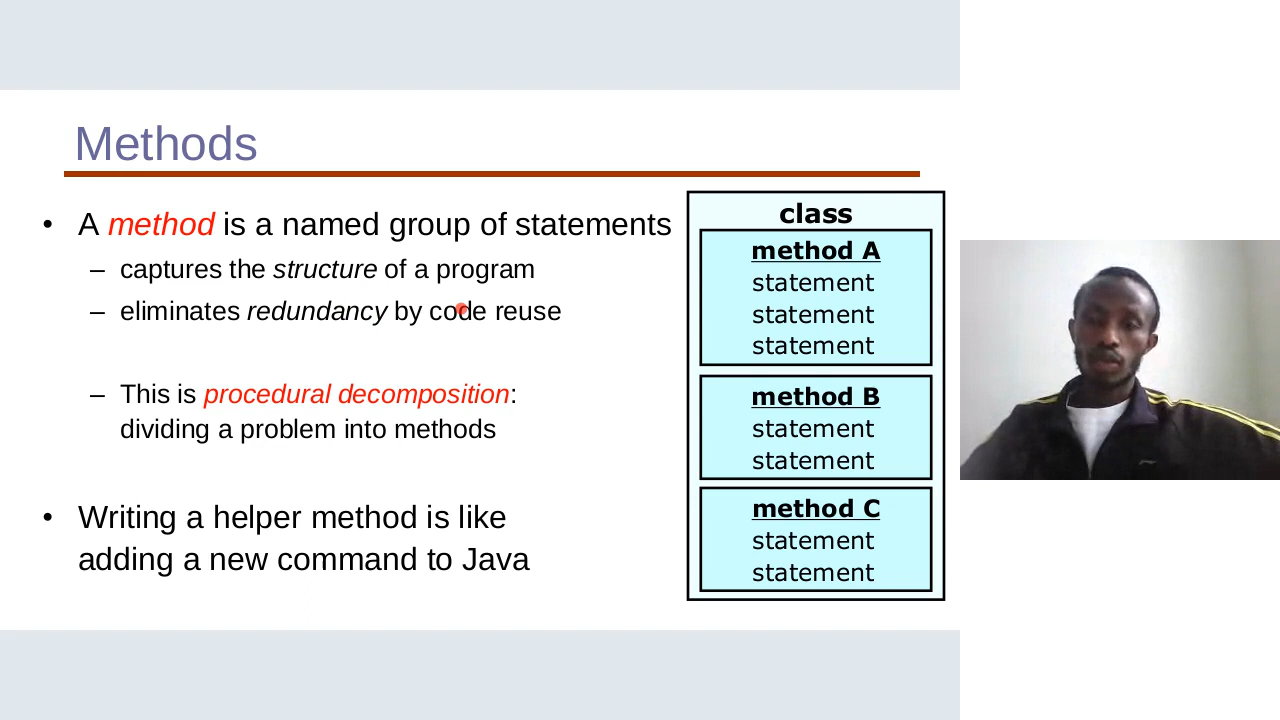 Methods
• A method is a named group of statements
– captures the structure of a program
– eliminates redundancy by code reuse
– This is procedural decomposition:
dividing a problem into methods
• Writing a helper method is like
adding a new command to Java
class
method A
statement
statement
statement
method B
statement
statement
method C
statement
statement